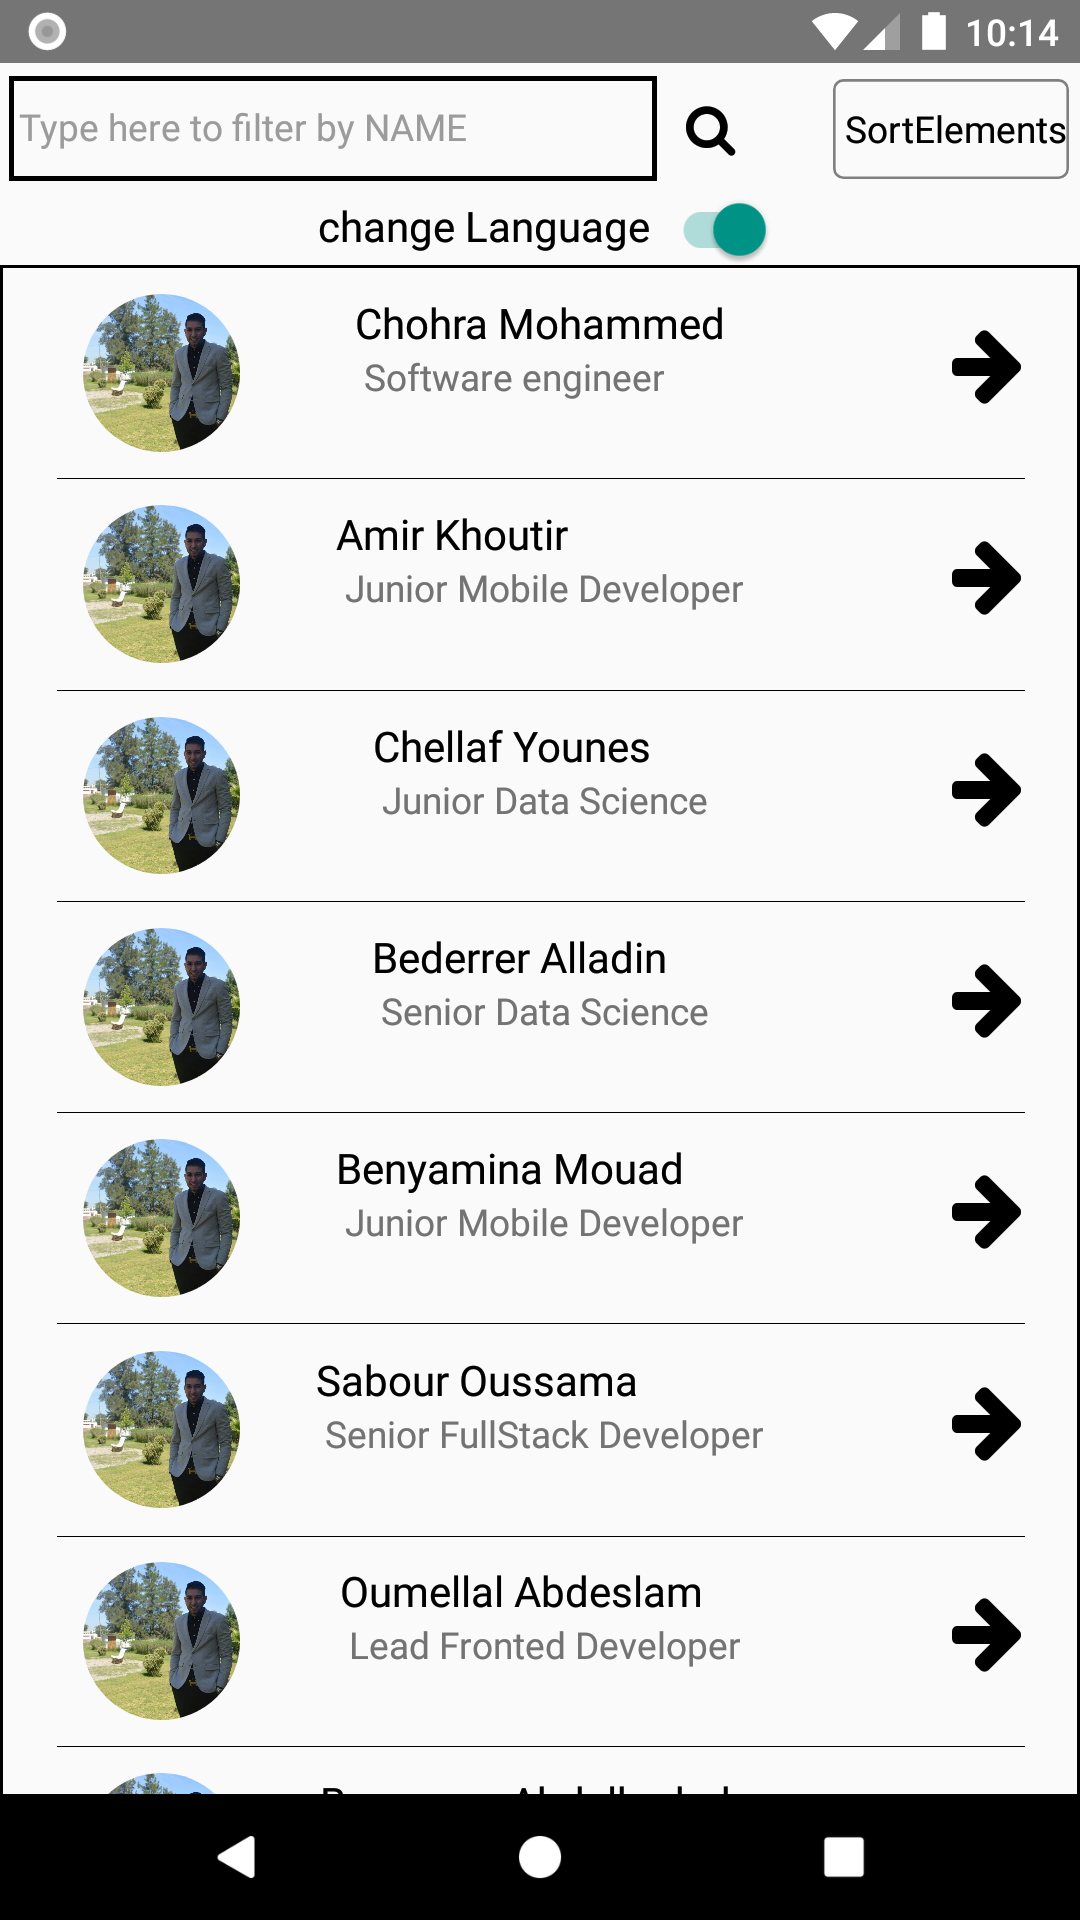 10:14
Type here to filter by NAME
SortElements
change Language
Chohra Mohammed
Software engineer
Amir Khoutir
Junior Mobile Developer
Chellaf Younes
Junior Data Science
Bederrer Alladin
Senior Data Science
Benyamina Mouad
Junior Mobile Developer
Sabour Oussama
Senior FullStack Developer
Oumellal Abdeslam
Lead Fronted Developer